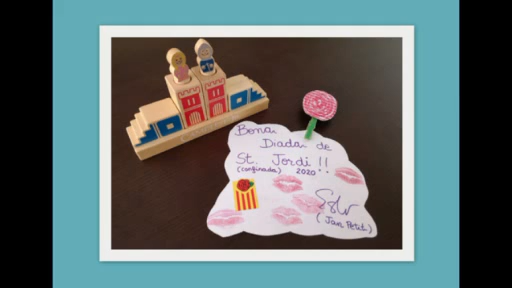 Bona
Diada de
St. Jordi !!
(confinada) 2020
(Jan Petit)